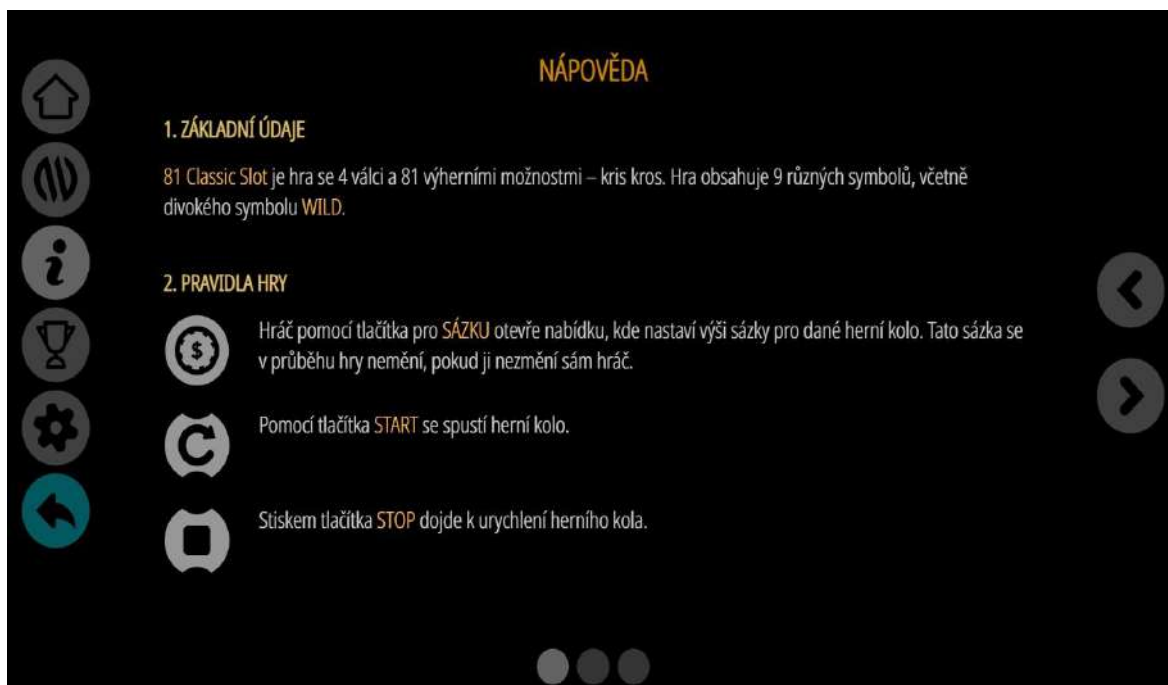 NÁPOVĚDA
1. ZÁKLADNÍ ÚDAJE
81 Classic Slot je hra se 4 válci a 81 výherními možnostmi – kris kros. Hra obsahuje 9 různých symbolů, včetně
divokého symbolu WILD.
2. PRAVIDLA HRY
Hráč pomocí tlačítka pro SÁZKU otevře nabídku, kde nastaví výši sázky pro dané herní kolo. Tato sázka se
v průběhu hry nemění, pokud ji nezmění sám hráč.
Pomocí tlačítka START se spustí herní kolo.
Stiskem tlačítka STOP dojde k urychlení herního kola.